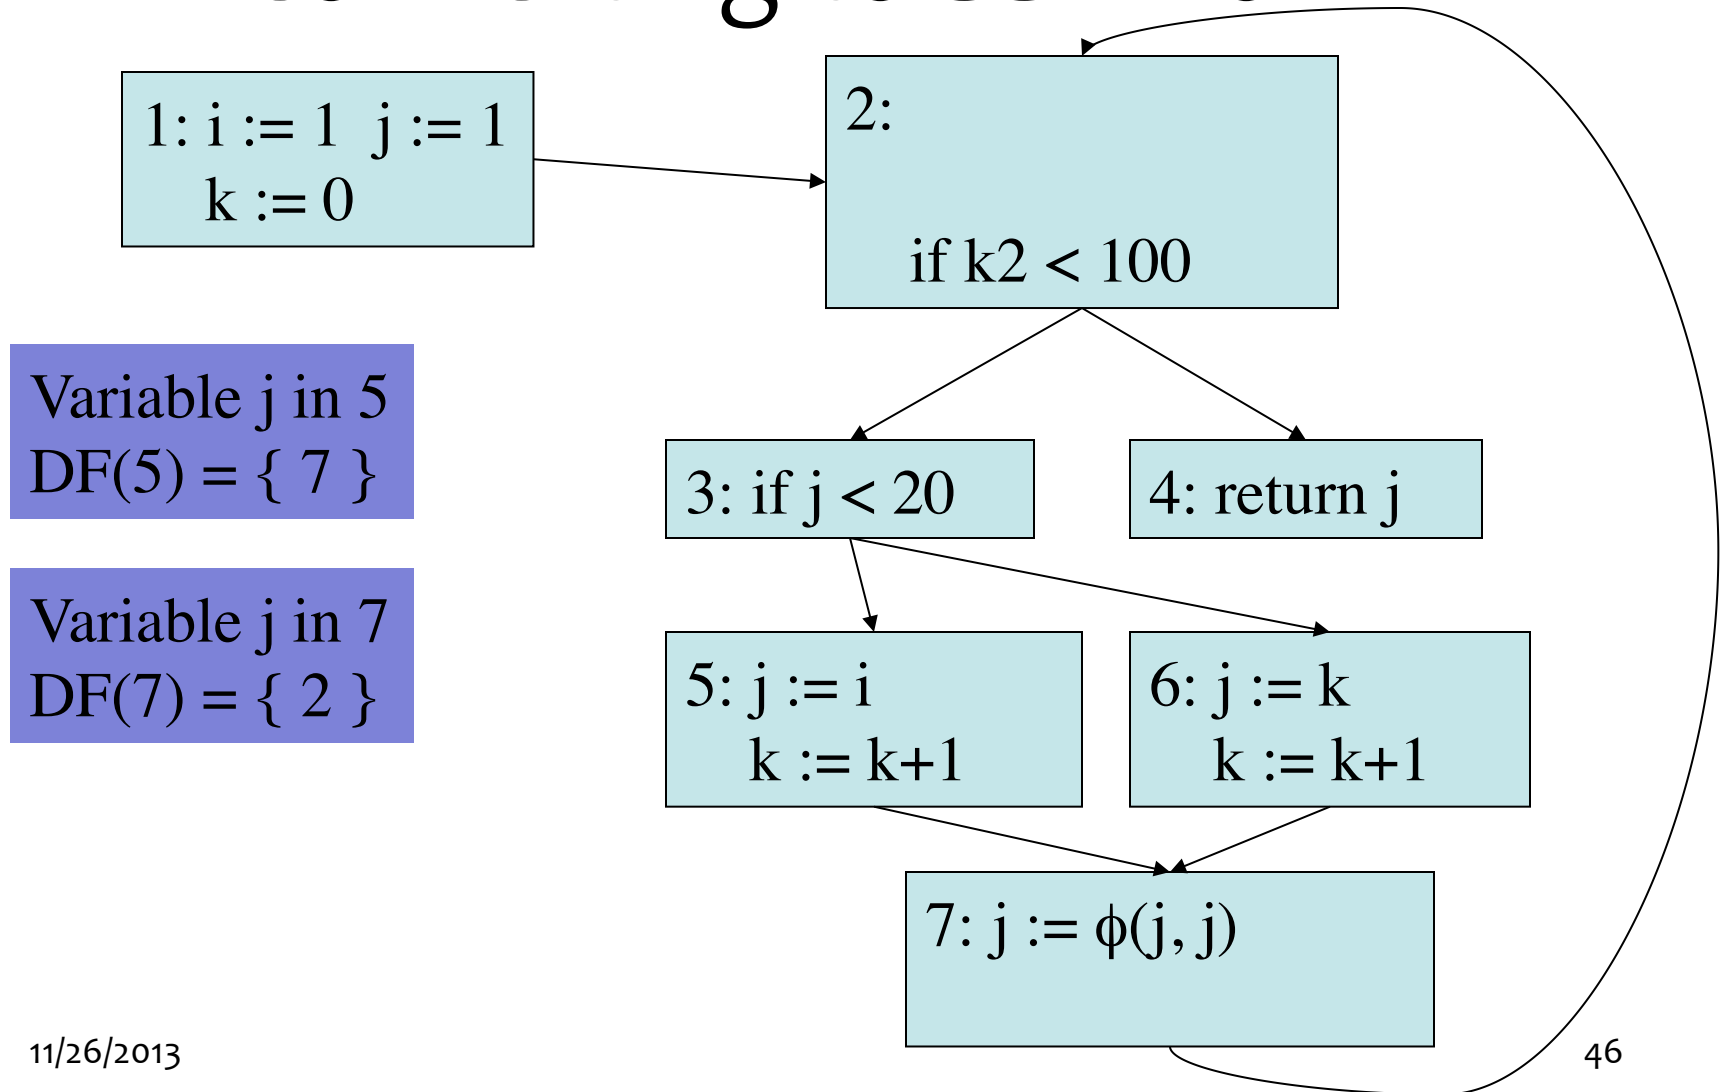 1: i := 1 j := 1
k := 0
2:
if k2 < 100
Variable j in 5
DF(5) = { 7 }
3: if j < 20
4: return j
Variable j in 7
DF(7) = { 2 }
5: j := i
k := k+1
6: j := k
k := k+1
7: j := ϕ(j, j)
11/26/2013
46